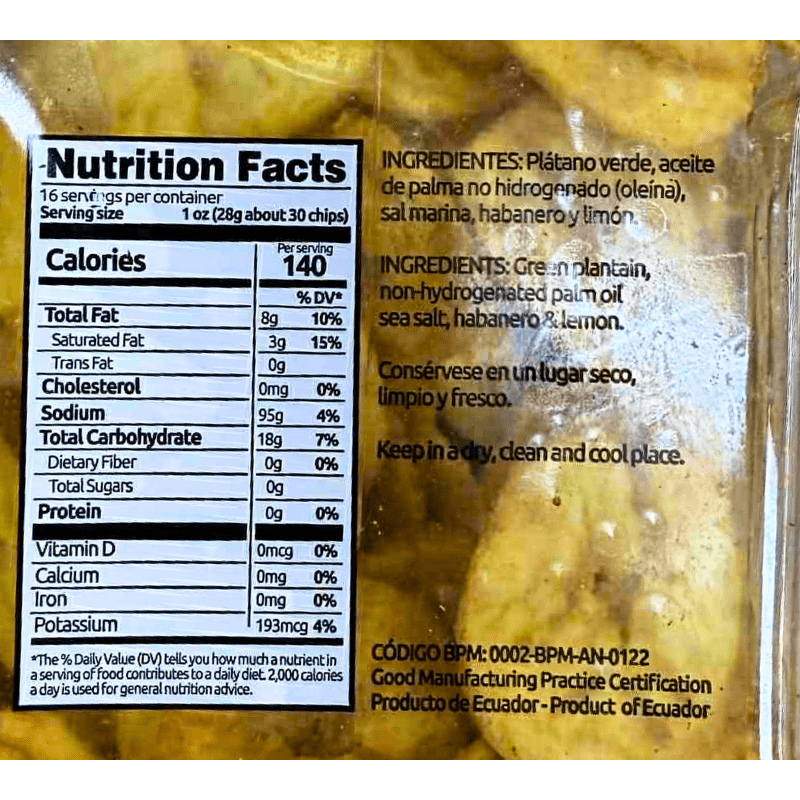 Nutrition Facts
16 servings per container
Serving size 1 oz (28g about 30 chips)
Per serving
Calories 140
% DV*
Total Fat 8g 10%
Saturated Fat 3g 15%
Trans Fat 0g
Cholesterol 0mg 0%
Sodium 95g 4%
Total Carbohydrate 18g 7%
Dietary Fiber 0g 0%
Total Sugars 0g
Protein 0g 0%
Vitamin D 0mcg 0%
Calcium 0mg 0%
Iron 0mg 0%
Potassium 193mcg 4%
*The % Daily Value (DV) tells you how much a nutrient in
a serving of food contributes to a daily diet. 2,000 calories
a day is used for general nutrition advice.
INGREDIENTES: Plátano verde, aceite
de palma no hidrogenado (oleína),
sal marina, habanero y limón.
INGREDIENTS: Green plantain,
non-hydrogenated palm oil
sea salt, habanero & lemon.
Consérvese en un lugar seco,
limpio y fresco.
Keep in a dry, clean and cool place.
CÓDIGO BPM: 0002-BPM-AN-0122
Good Manufacturing Practice Certification
Producto de Ecuador - Product of Ecuador